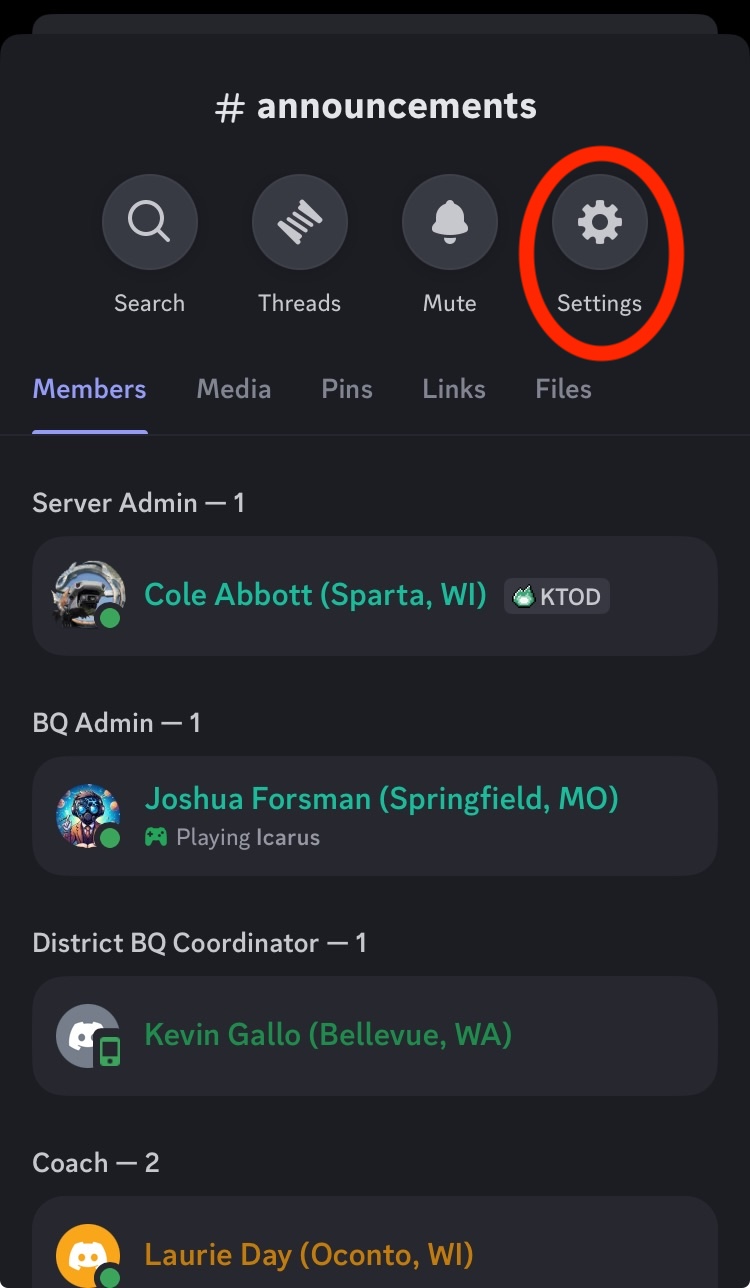 # announcements
Search Threads Mute Settings
Members Media Pins Links Files
Server Admin — 1
Cole Abbott (Sparta, WI) KTOD
BQ Admin — 1
Joshua Forsman (Springfield, MO)
Playing Icarus
District BQ Coordinator — 1
Kevin Gallo (Bellevue, WA)
Coach — 2
Laurie Day (Oconto, WI)